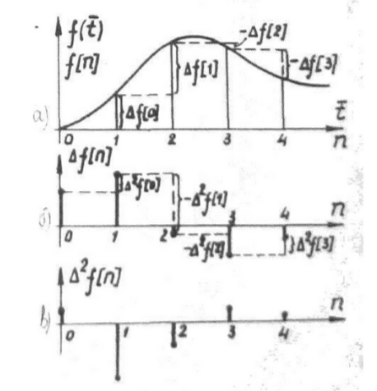 f(t̄)
f[n]
-Δf[2]
-Δf[3]
Δf[1]
Δf[0]
а)
0 1 2 3 4
t̄
n
Δf[n]
Δ²f[0]
-Δ²f[1]
n
б)
0 1 2 3 4
-Δ²f[2]
Δ²f[3]
Δ²f[n]
n
в)
0 1 2 3 4